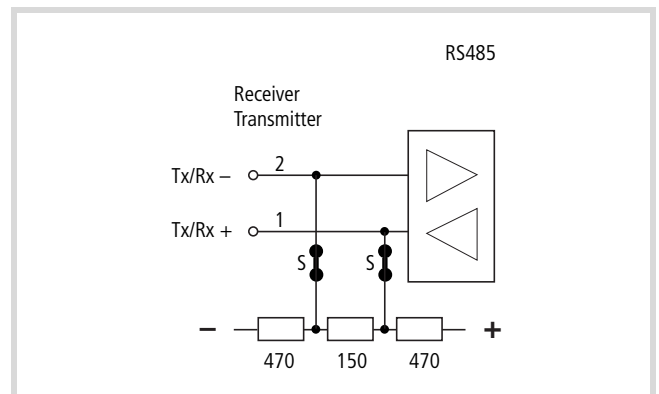 RS485
Receiver
Transmitter
Tx/Rx – 2
Tx/Rx + 1
S S
– +
470 150 470